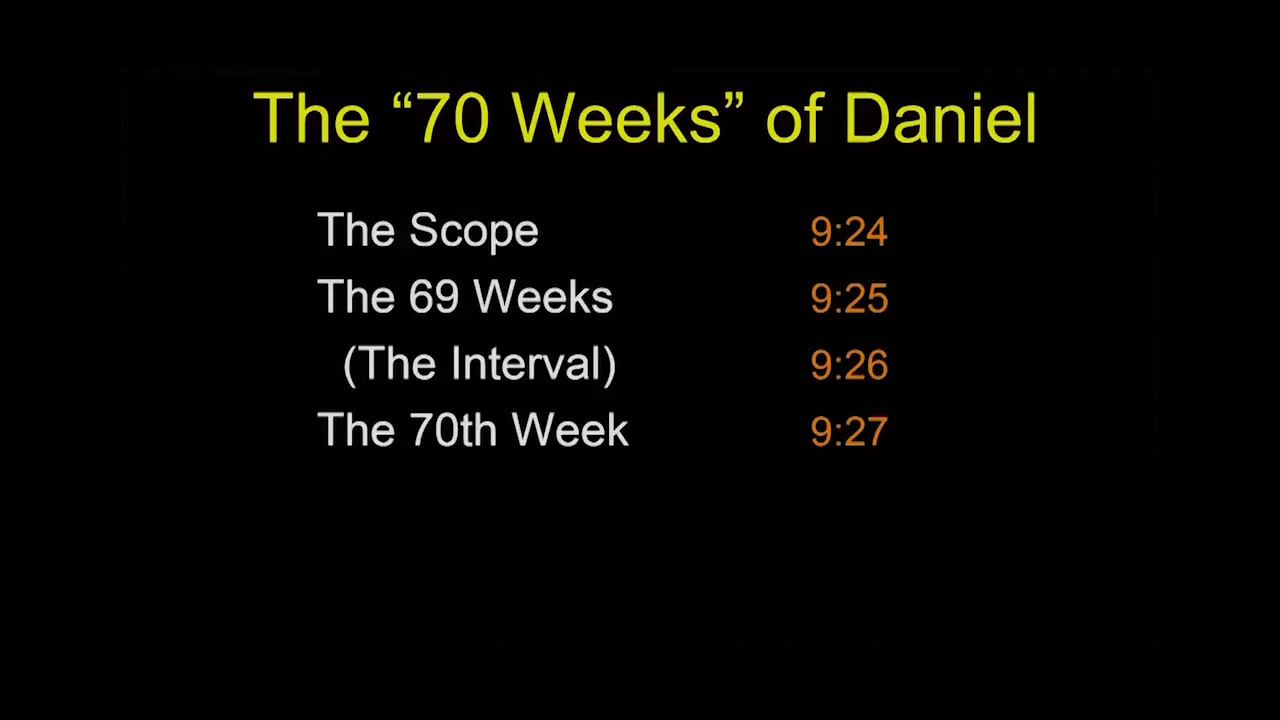 The “70 Weeks” of Daniel
The Scope 9:24
The 69 Weeks 9:25
(The Interval) 9:26
The 70th Week 9:27